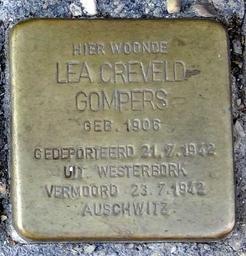 HIER WOONDE
LEA CREVELD-
GOMPERS
GEB. 1906
GEDEPORTEERD 21.7.1942
UIT WESTERBORK
VERMOORD 23.7.1942
AUSCHWITZ